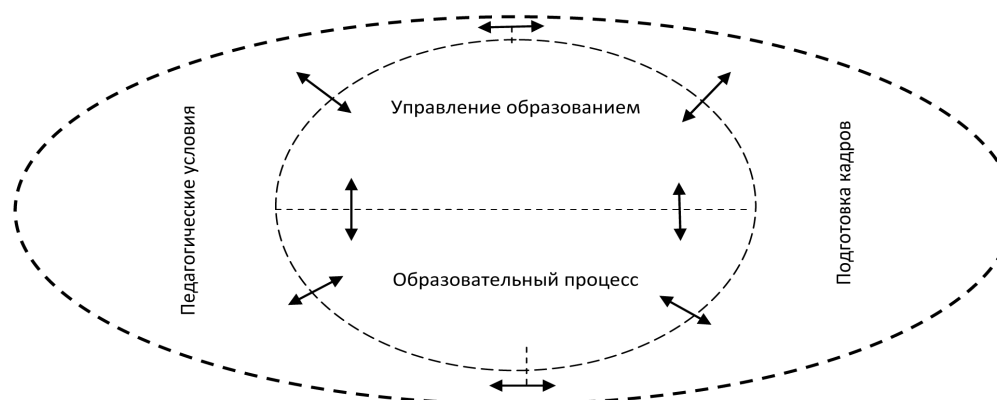 Управление образованием
Педагогические условия
Подготовка кадров
Образовательный процесс